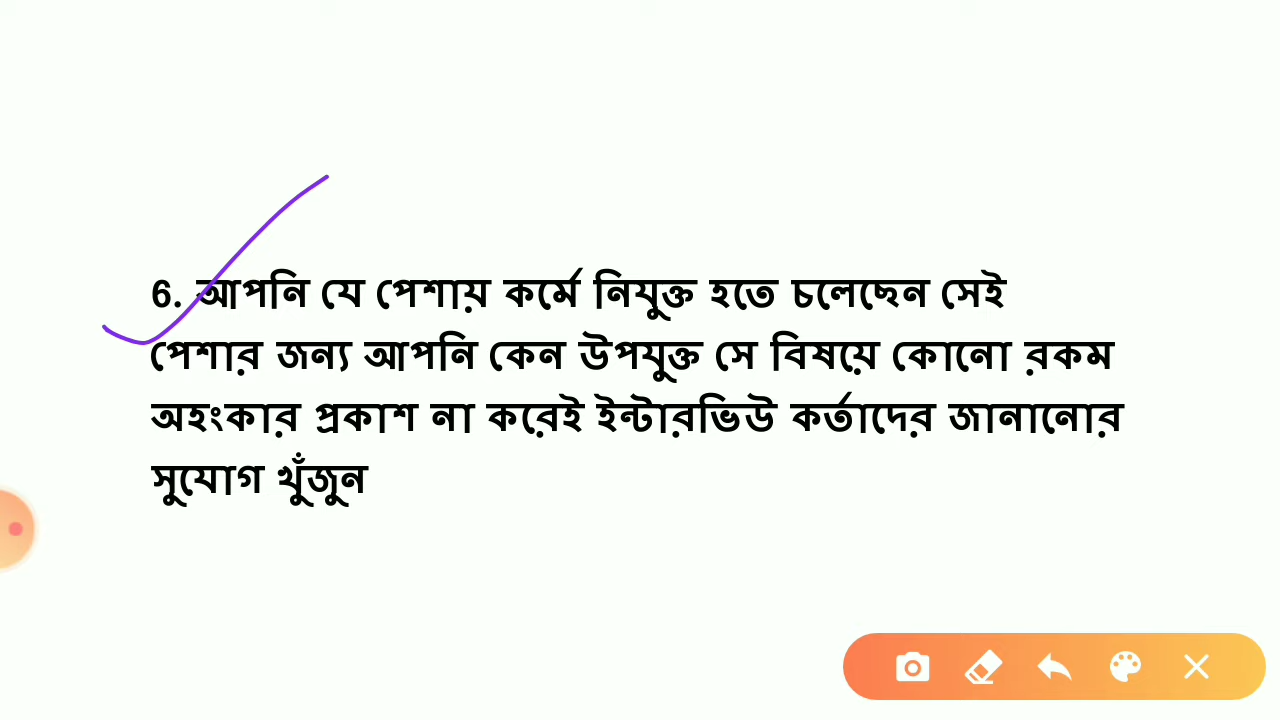 6. আপনি যে পেশায় কর্মে নিযুক্ত হতে চলেছেন সেই
পেশার জন্য আপনি কেন উপযুক্ত সে বিষয়ে কোনো রকম
অহংকার প্রকাশ না করেই ইন্টারভিউ কর্তাদের জানানোর
সুযোগ খুঁজুন